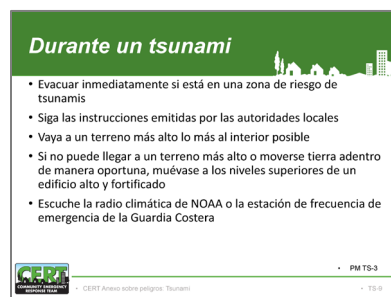 Durante un tsunami
• Evacuar inmediatamente si está en una zona de riesgo de
tsunamis
• Siga las instrucciones emitidas por las autoridades locales
• Vaya a un terreno más alto lo más al interior posible
• Si no puede llegar a un terreno más alto o moverse tierra adentro
de manera oportuna, muévase a los niveles superiores de un
edificio alto y fortificado
• Escuche la radio climática de NOAA o la estación de frecuencia de
emergencia de la Guardia Costera
• PM TS-3
CERT
COMMUNITY EMERGENCY
RESPONSE TEAM
• CERT Anexo sobre peligros: Tsunami
• TS-9